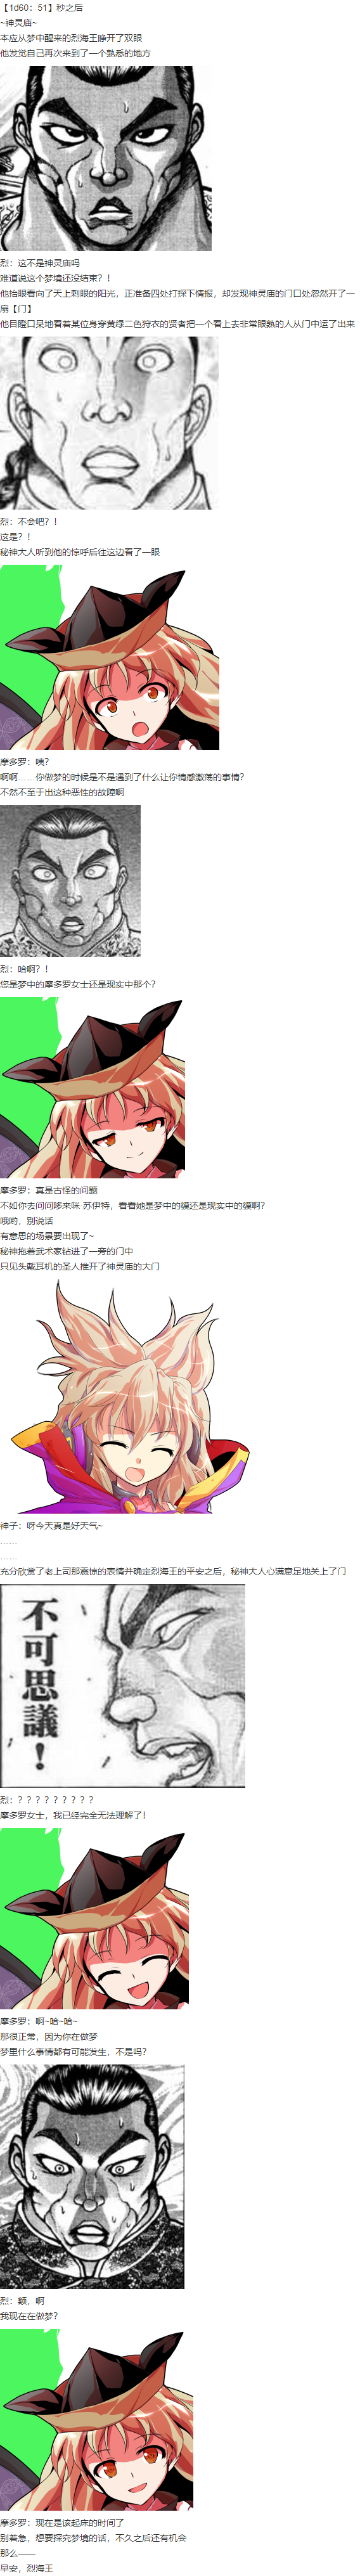 【1d60：51】秒之后
~神灵庙~
本应从梦中醒来的烈海王睁开了双眼
他发觉自己再次来到了一个熟悉的地方
烈：这不是神灵庙吗
难道说这个梦境还没结束？！
他抬眼看向了天上刺眼的阳光，正准备四处打探下情报，却发现神灵庙的门口处忽然开了一
扇【门】
他目瞪口呆地看着某位身穿黄绿二色狩衣的贤者把一个看上去非常眼熟的人从门中运了出来
烈：不会吧？！
这是？！
秘神大人听到他的惊呼后往这边看了一眼
摩多罗：咦？
啊啊……你做梦的时候是不是遇到了什么让你情感激荡的事情？
不然不至于出这种恶性的故障啊
烈：哈啊？！
您是梦中的摩多罗女士还是现实中那个？
摩多罗：真是古怪的问题
不如你去问问哆来咪·苏伊特，看看她是梦中的貘还是现实中的貘啊？
哦哟，别说话
有意思的场景要出现了~
秘神拖着武术家钻进了一旁的门中
只见头戴耳机的圣人推开了神灵庙的大门
神子：呀今天真是好天气~
……
……
充分欣赏了老上司那震惊的表情并确定烈海王的平安之后，秘神大人心满意足地关上了门
不可思議！
烈：？？？？？？？？？
摩多罗女士，我已经完全无法理解了！
摩多罗：啊~哈~哈~
那很正常，因为你在做梦
梦里什么事情都有可能发生，不是吗？
烈：额，啊
我现在在做梦？
摩多罗：现在是该起床的时间了
别着急，想要探究梦境的话，不久之后还有机会
那么——
早安，烈海王